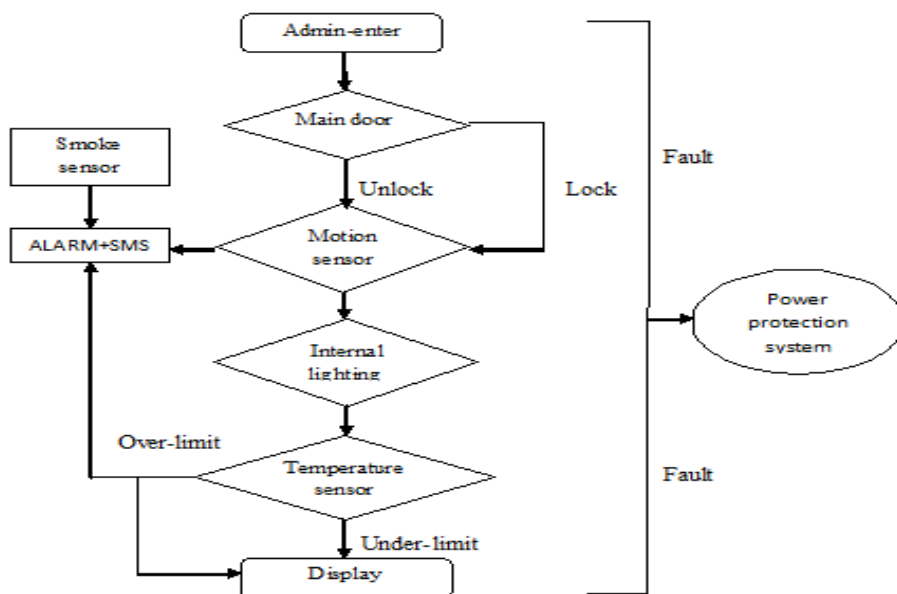 Admin-enter
Main door
Smoke
sensor
Fault
Unlock
Lock
ALARM+SMS
Motion
sensor
Power
protection
system
Internal
lighting
Over-limit
Temperature
sensor
Fault
Under-limit
Display